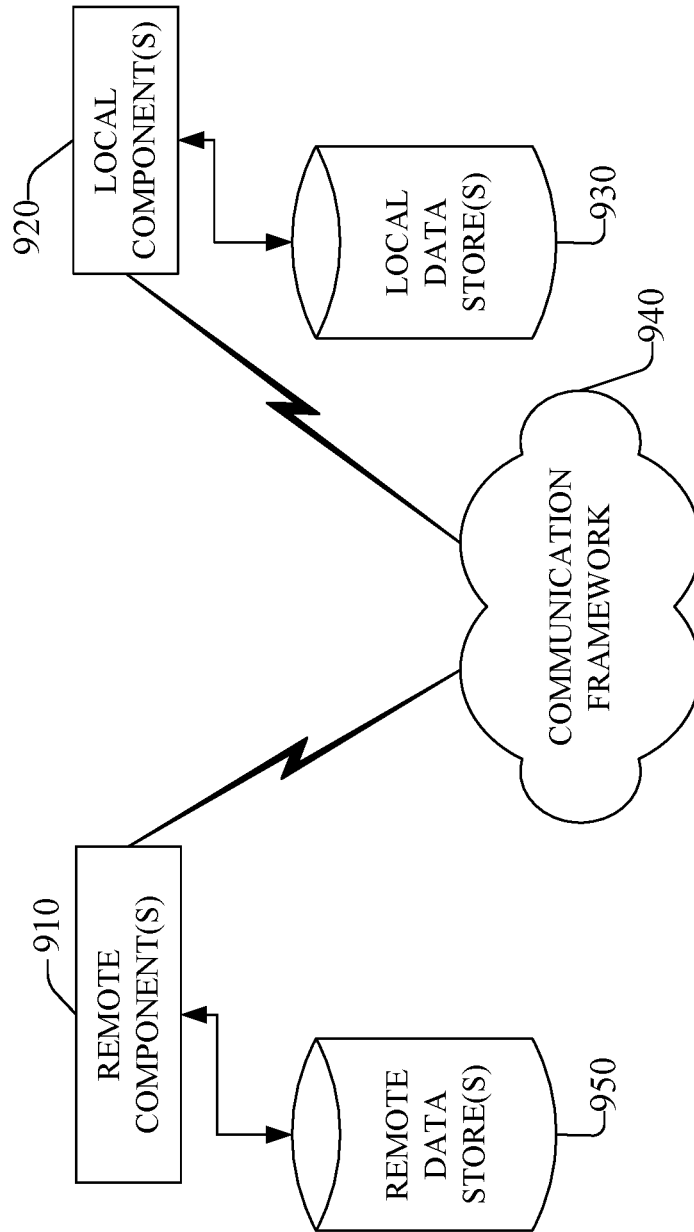 910
REMOTE
COMPONENT(S)
920
LOCAL
COMPONENT(S)
REMOTE
DATA
STORE(S)
950
LOCAL
DATA
STORE(S)
930
COMMUNICATION
FRAMEWORK
940